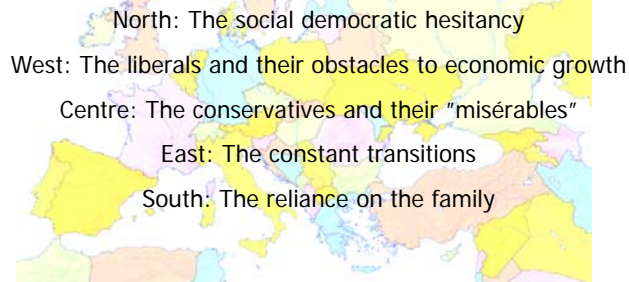 North: The social democratic hesitancy
West: The liberals and their obstacles to economic growth
Centre: The conservatives and their "misérables"
East: The constant transitions
South: The reliance on the family